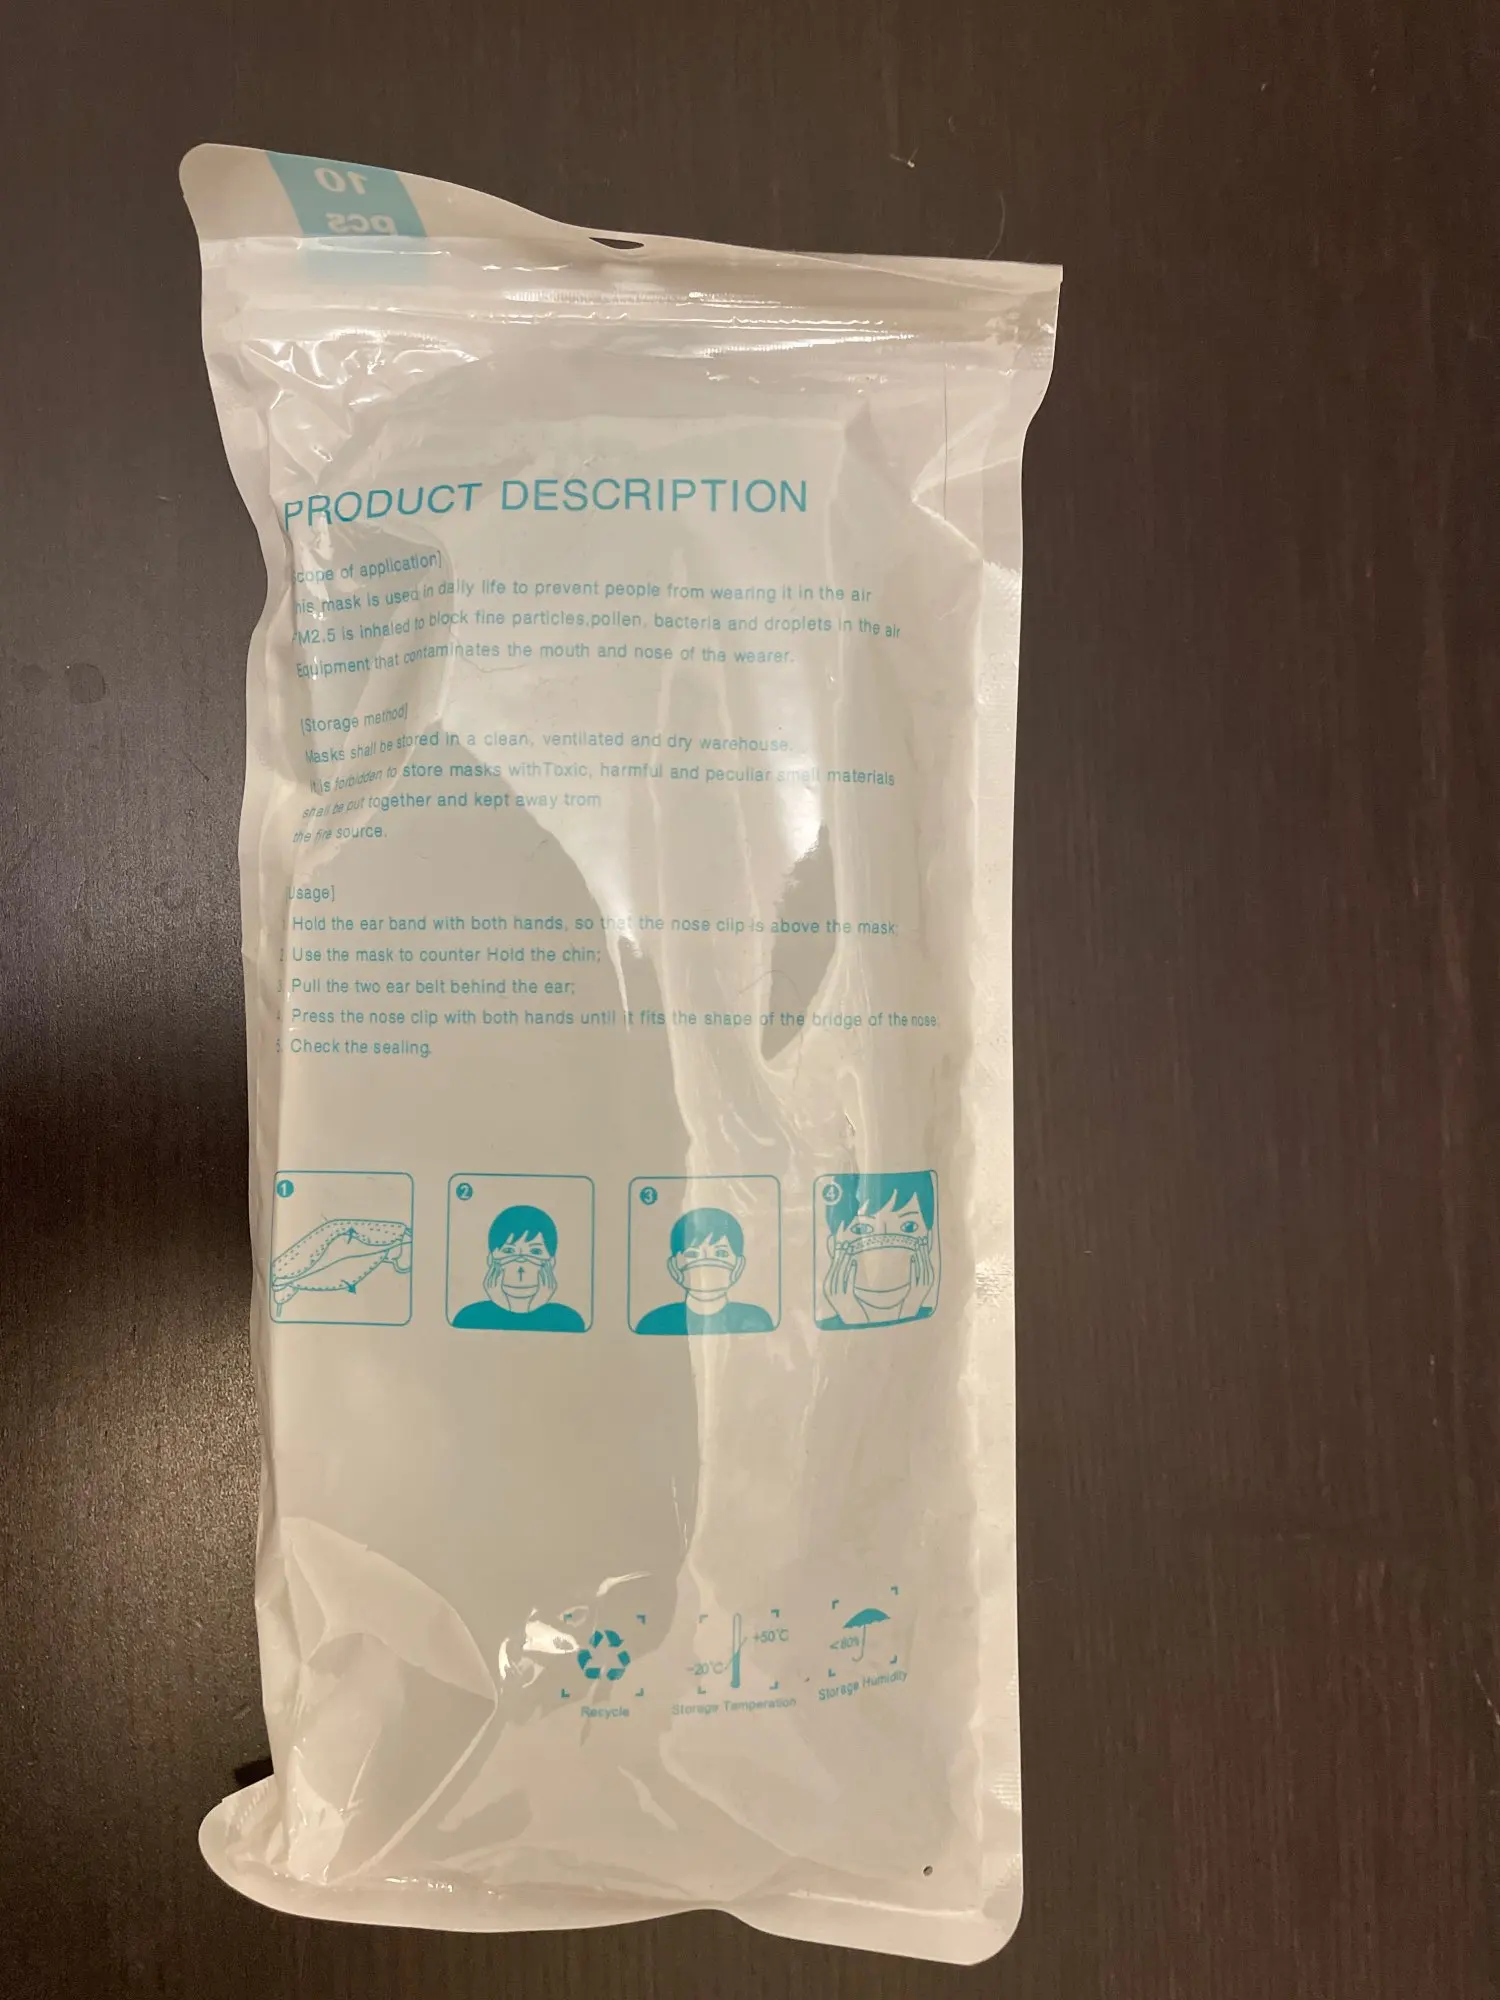 10
pcs
PRODUCT DESCRIPTION
cope of application]
his mask is used in daily life to prevent people from wearing it in the air
PM2.5 is inhaled to block fine particles,pollen, bacteria and droplets in the air
Equipment that contaminates the mouth and nose of the wearer.
[Storage method]
Masks shall be stored in a clean, ventilated and dry warehouse.
It is forbidden to store masks withToxic, harmful and peculiar small materials
shall be put together and kept away trom
the fire source.
[Usage]
1 Hold the ear band with both hands, so that the nose clip is above the mask;
2 Use the mask to counter Hold the chin;
3 Pull the two ear belt behind the ear;
4 Press the nose clip with both hands until it fits the shape of the bridge of the nose;
5. Check the sealing.
1 2 3 4
-20°C +50°C <80%
Recycle Storage Temperation Storage Humidity